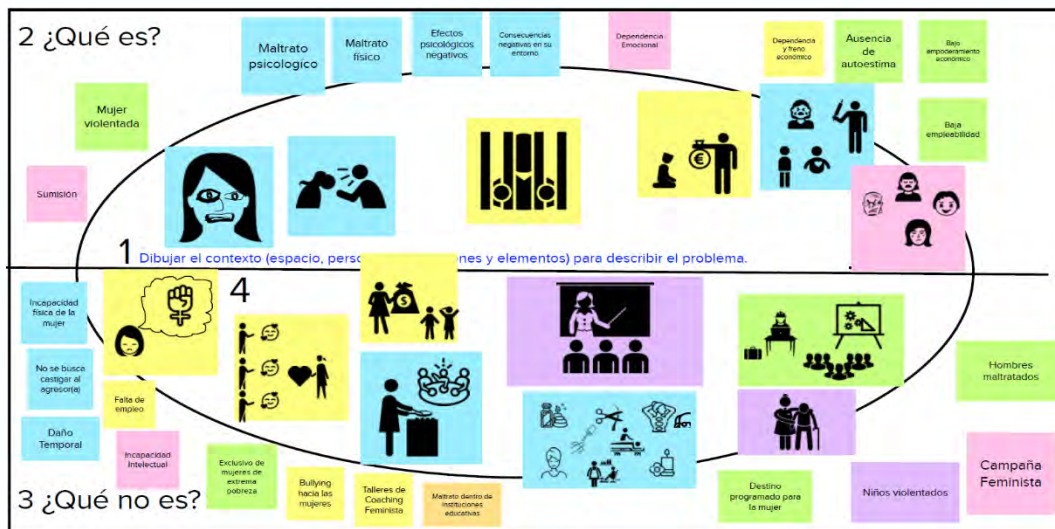 2 ¿Qué es?
Maltrato
psicologico
Maltrato
físico
Efectos
psicológicos
negativos
Consecuencias
negativas en su
entorno
Dependencia
Emocional
Dependencia
y freno
económico
Ausencia
de
autoestima
Bajo
empoderamiento
económico
Mujer
violentada
Baja
empleabilidad
Sumisión
€
1 Dibujar el contexto (espacio, perso nes y elementos) para describir el problema.
4
$
Incapacidad
física de la
mujer
No se busca
castigar al
agresor(a)
Falta de
empleo
Hombres
maltratados
Daño
Temporal
Incapacidad
Intelectual
Exclusivo de
mujeres de
extrema
pobreza
Bullying
hacia las
mujeres
Talleres de
Coaching
Feminista
Maltrato dentro de
Instituciones
educativas
Destino
programado para
la mujer
Niños violentados
Campaña
Feminista
3 ¿Qué no es?